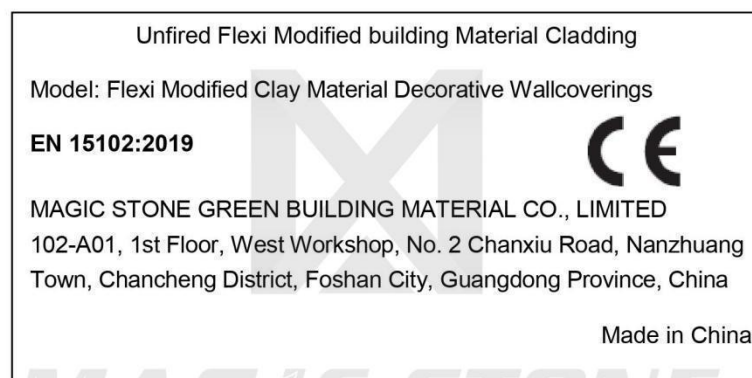 Unfired Flexi Modified building Material Cladding
Model: Flexi Modified Clay Material Decorative Wallcoverings
EN 15102:2019
CE
MAGIC STONE GREEN BUILDING MATERIAL CO., LIMITED
102-A01, 1st Floor, West Workshop, No. 2 Chanxiu Road, Nanzhuang
Town, Chancheng District, Foshan City, Guangdong Province, China
Made in China
MAGIC STONE